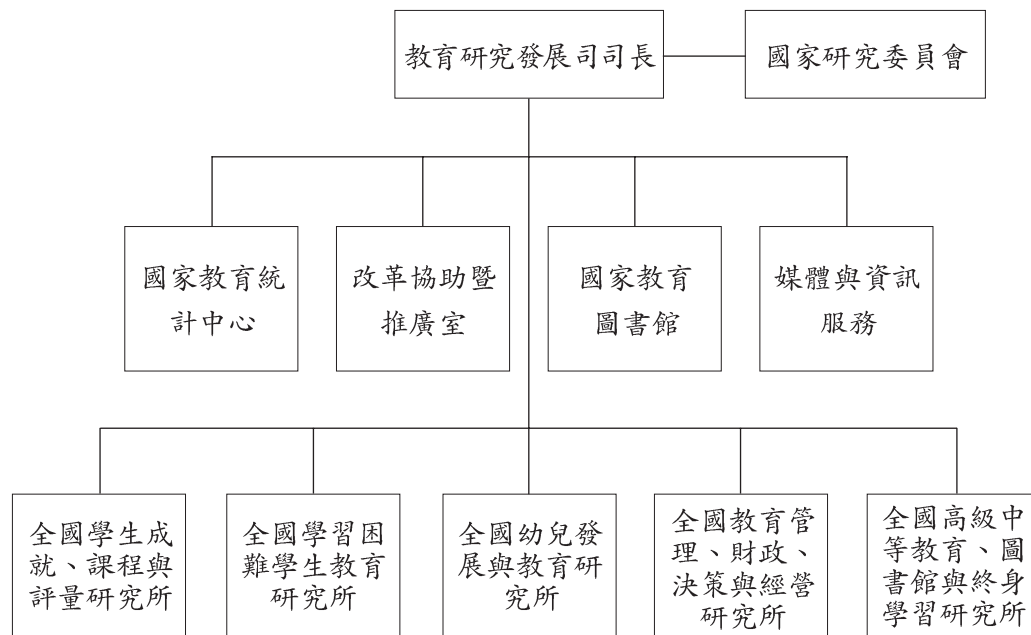 教育研究發展司司長
國家研究委員會
國家教育統
計中心
改革協助暨
推廣室
國家教育
圖書館
媒體與資訊
服務
全國學生成
就、課程與
評量研究所
全國學習困
難學生教育
研究所
全國幼兒發
展與教育研
究所
全國教育管
理、財政、
決策與經營
研究所
全國高級中
等教育、圖
書館與終身
學習研究所